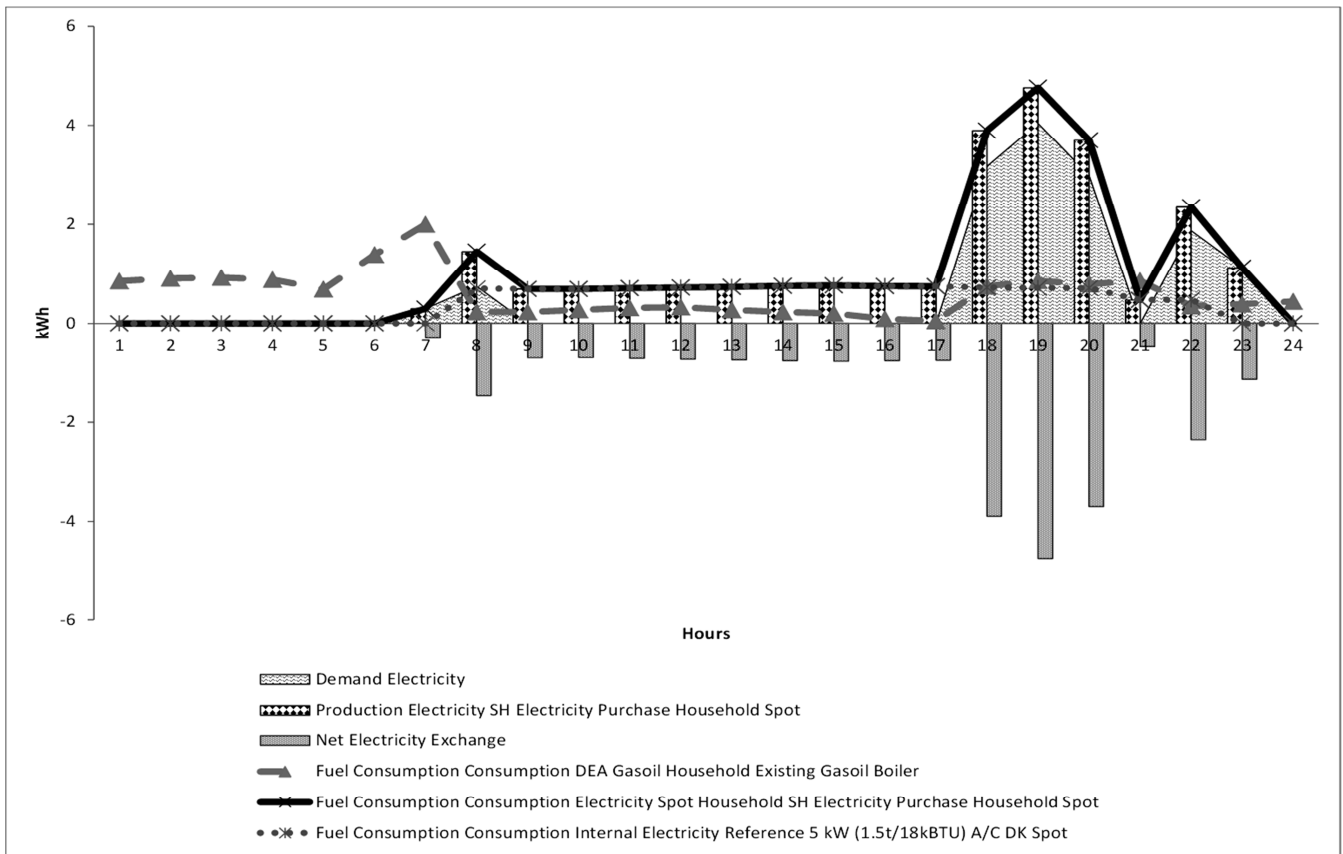 6
4
2
0
-2
-4
-6
kWh
1 2 3 4 5 6 7 8 9 10 11 12 13 14 15 16 17 18 19 20 21 22 23 24
Hours
Demand Electricity
Production Electricity SH Electricity Purchase Household Spot
Net Electricity Exchange
Fuel Consumption Consumption DEA Gasoil Household Existing Gasoil Boiler
Fuel Consumption Consumption Electricity Spot Household SH Electricity Purchase Household Spot
Fuel Consumption Consumption Internal Electricity Reference 5 kW (1.5t/18kBTU) A/C DK Spot